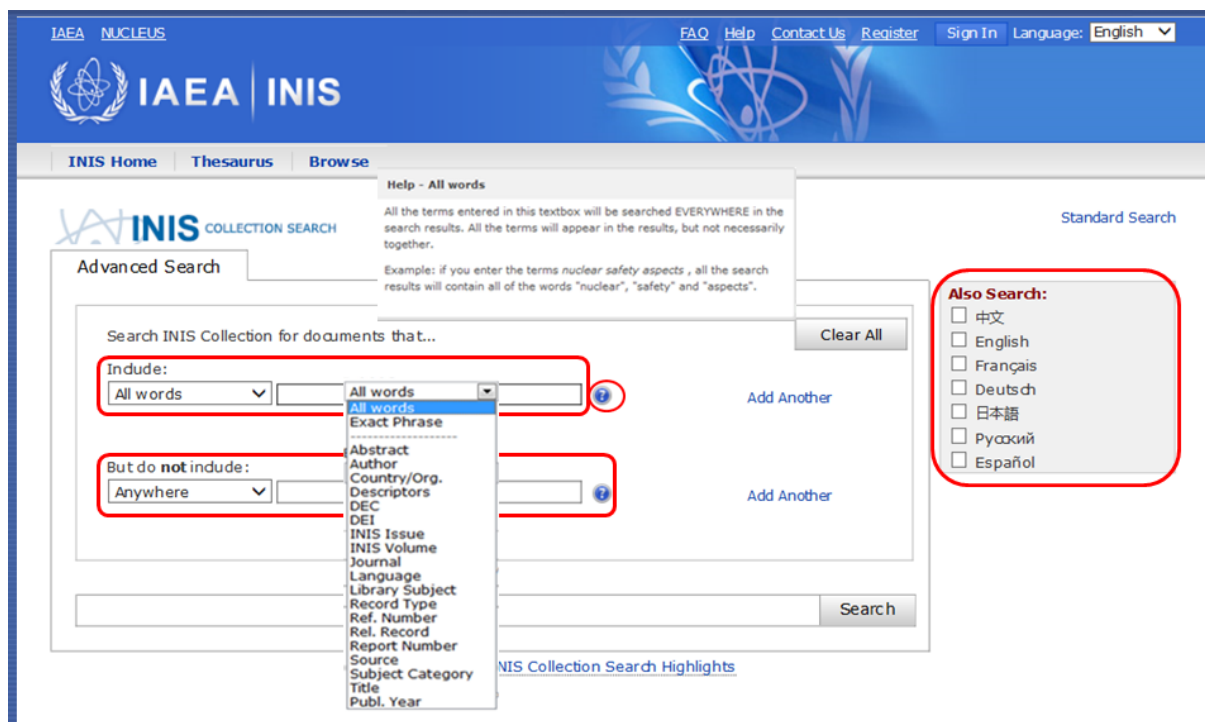 IAEA NUCLEUS FAQ Help Contact Us Register Sign In Language: English
IAEA INIS
INIS Home Thesaurus Browse
Help - All words
All the terms entered in this textbox will be searched EVERYWHERE in the
search results. All the terms will appear in the results, but not necessarily
together.
Example: if you enter the terms nuclear safety aspects , all the search
results will contain all of the words "nuclear", "safety" and "aspects".
INIS COLLECTION SEARCH
Standard Search
Advanced Search
Search INIS Collection for documents that...
Clear All
Include:
All words
?
Add Another
All words
All words
Exact Phrase
--------------------
Abstract
Author
Country/Org.
Descriptors
DEC
DEI
INIS Issue
INIS Volume
Journal
Language
Library Subject
Record Type
Ref. Number
Rel. Record
Report Number
Source
Subject Category
Title
Publ. Year
But do not include:
Anywhere
?
Add Another
Search
NIS Collection Search Highlights
Also Search:
中文
English
Français
Deutsch
日本語
Русский
Español